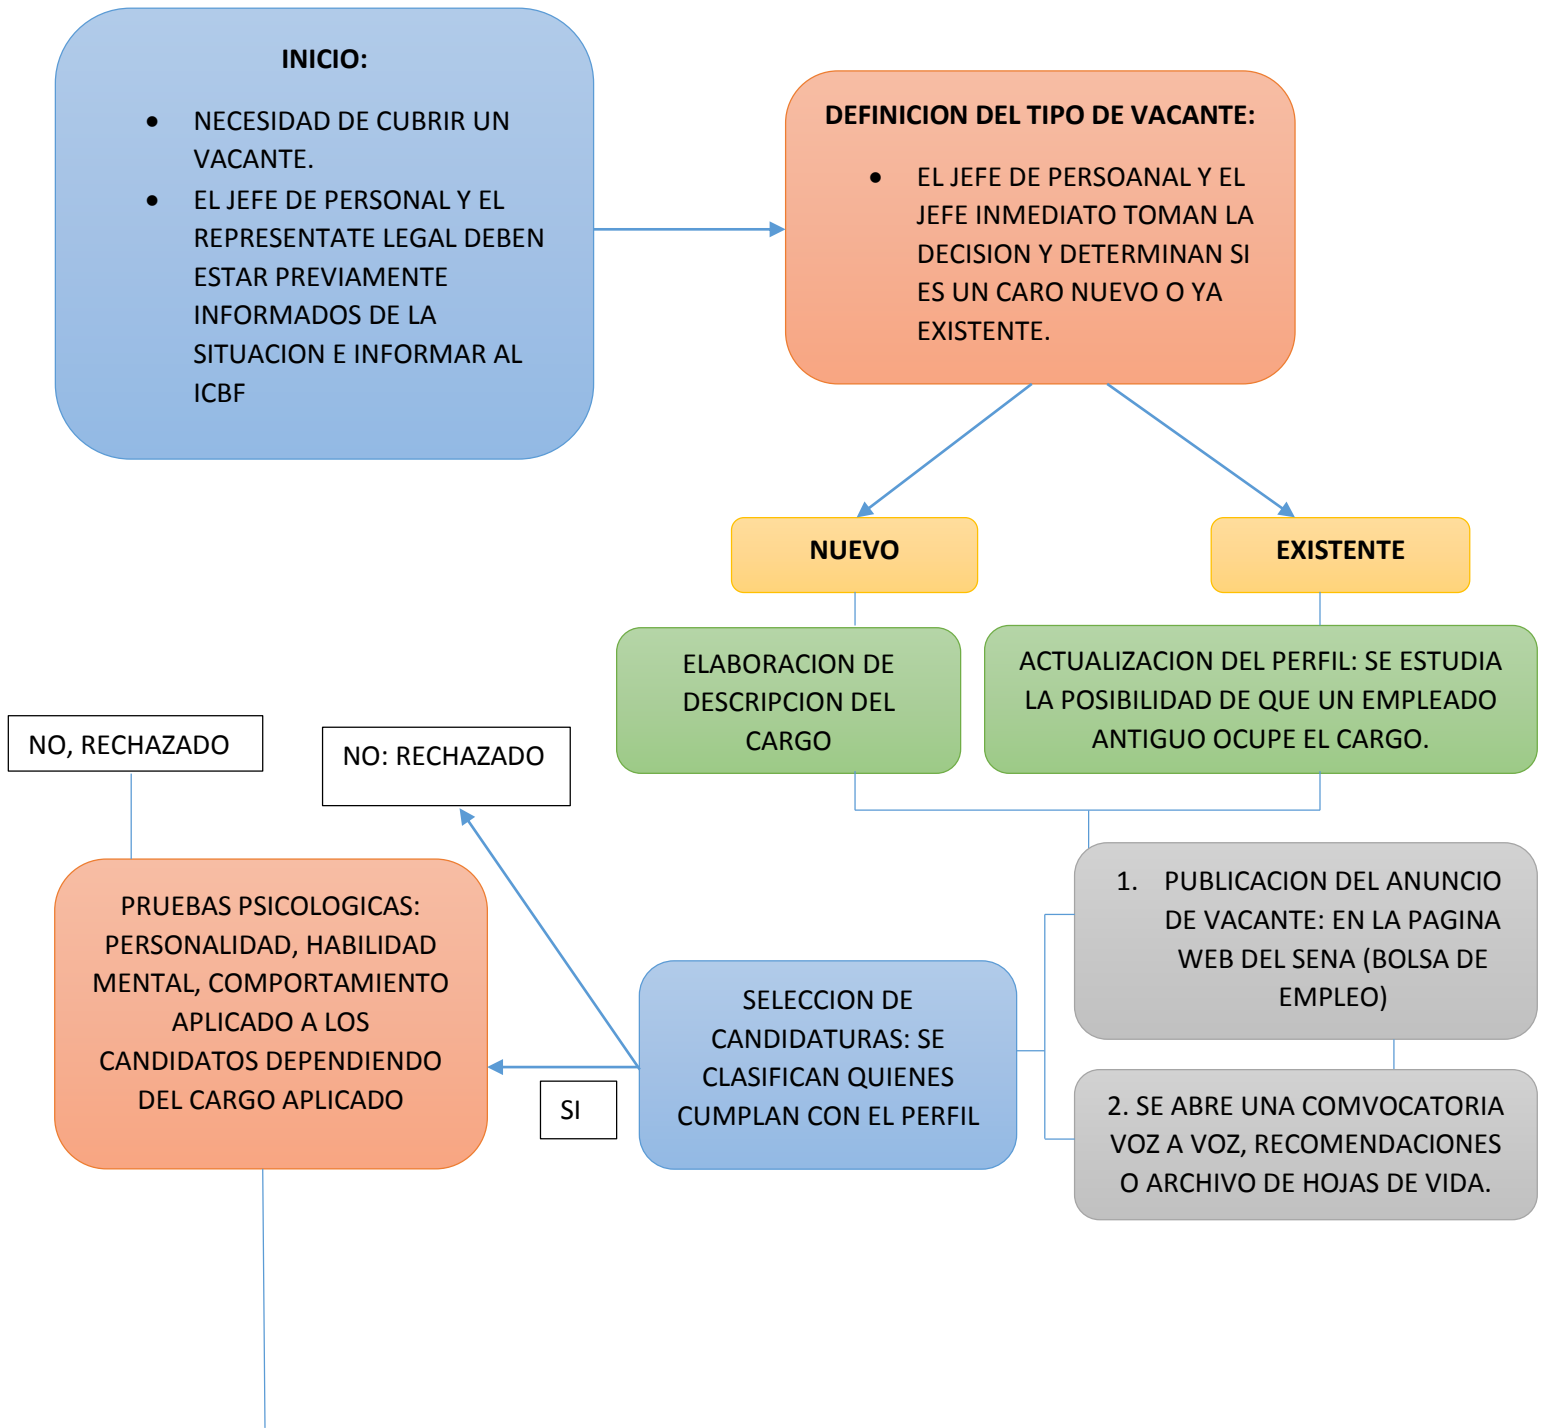 INICIO:
• NECESIDAD DE CUBRIR UN
VACANTE.
• EL JEFE DE PERSONAL Y EL
REPRESENTATE LEGAL DEBEN
ESTAR PREVIAMENTE
INFORMADOS DE LA
SITUACION E INFORMAR AL
ICBF
DEFINICION DEL TIPO DE VACANTE:
• EL JEFE DE PERSOANAL Y EL
JEFE INMEDIATO TOMAN LA
DECISION Y DETERMINAN SI
ES UN CARO NUEVO O YA
EXISTENTE.
NUEVO
EXISTENTE
ELABORACION DE
DESCRIPCION DEL
CARGO
ACTUALIZACION DEL PERFIL: SE ESTUDIA
LA POSIBILIDAD DE QUE UN EMPLEADO
ANTIGUO OCUPE EL CARGO.
NO, RECHAZADO
NO: RECHAZADO
PRUEBAS PSICOLOGICAS:
PERSONALIDAD, HABILIDAD
MENTAL, COMPORTAMIENTO
APLICADO A LOS
CANDIDATOS DEPENDIENDO
DEL CARGO APLICADO
SI
SELECCION DE
CANDIDATURAS: SE
CLASIFICAN QUIENES
CUMPLAN CON EL PERFIL
1. PUBLICACION DEL ANUNCIO
DE VACANTE: EN LA PAGINA
WEB DEL SENA (BOLSA DE
EMPLEO)
2. SE ABRE UNA COMVOCATORIA
VOZ A VOZ, RECOMENDACIONES
O ARCHIVO DE HOJAS DE VIDA.